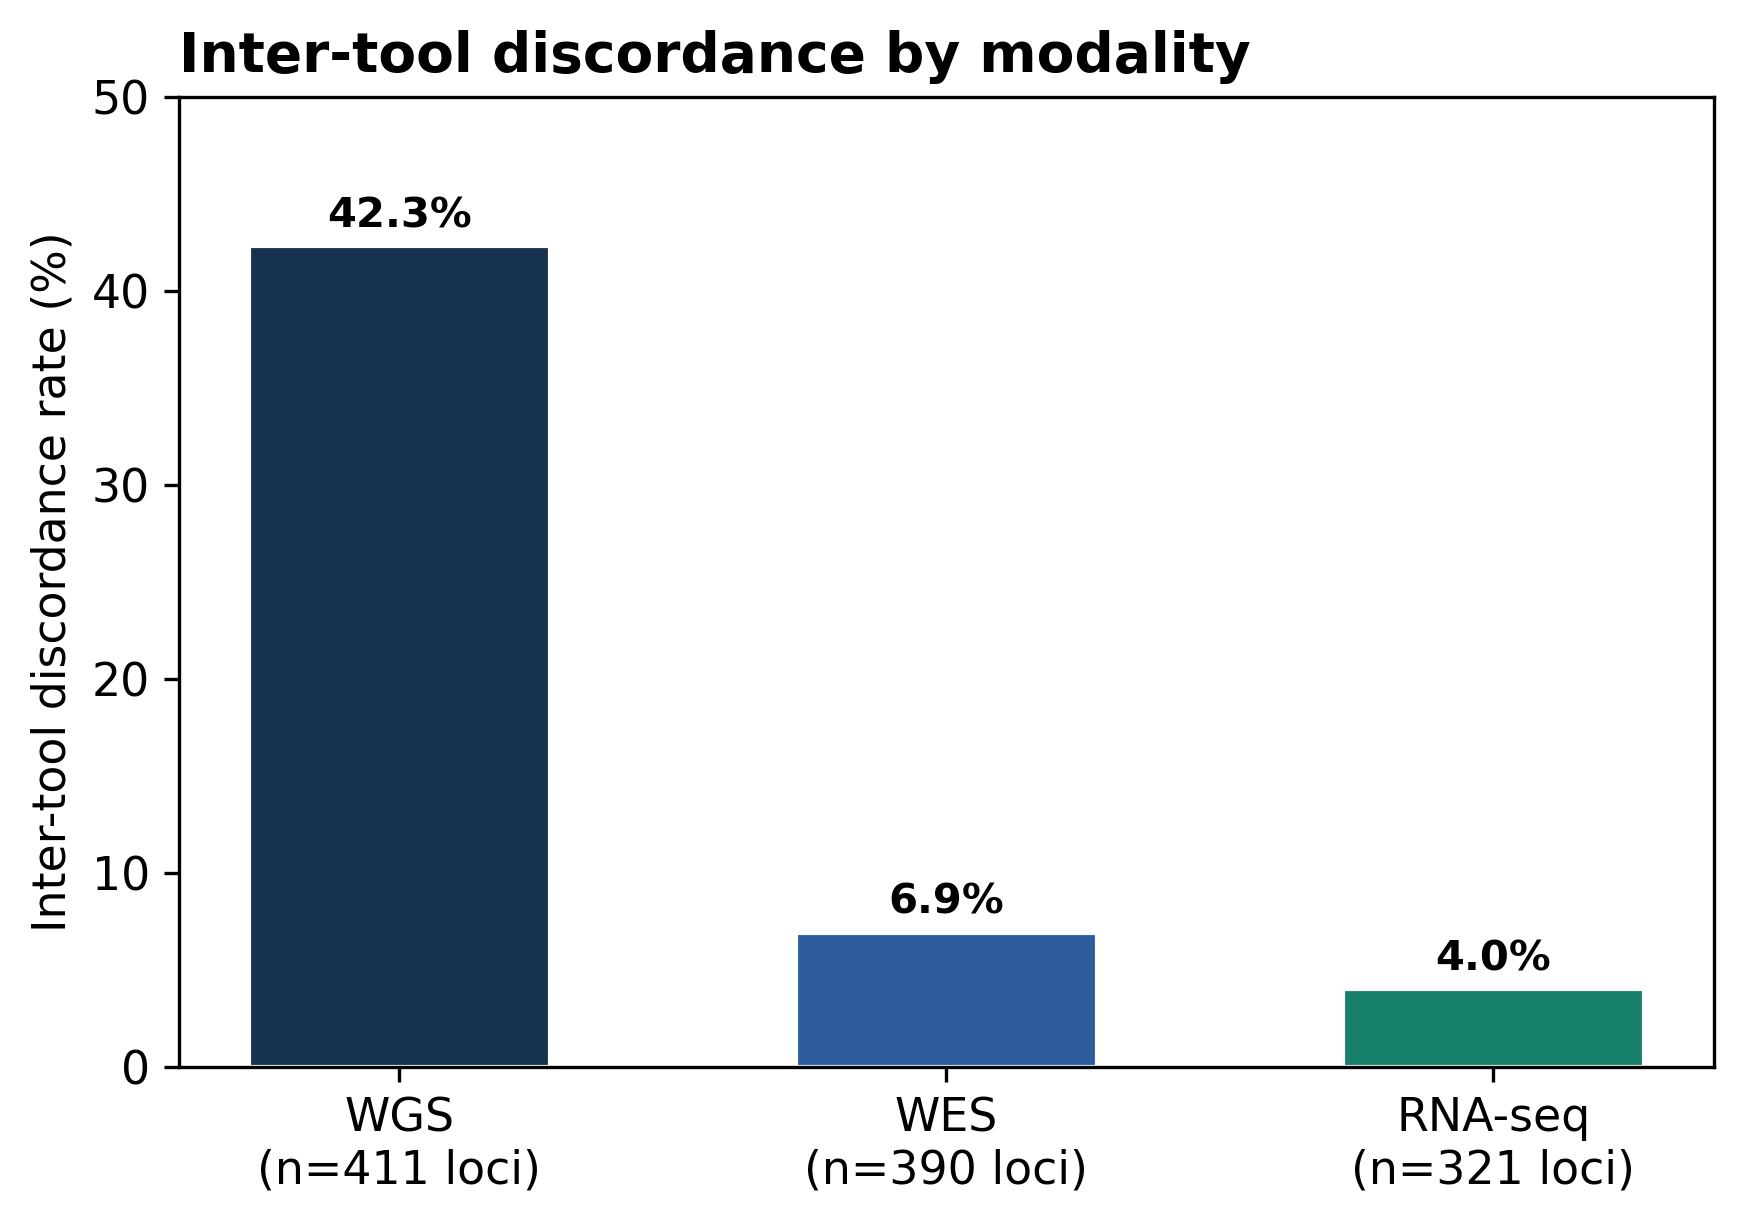 Inter-tool discordance by modality
Inter-tool discordance rate (%)
50
40
30
20
10
0
42.3%
6.9%
4.0%
WGS
(n=411 loci)
WES
(n=390 loci)
RNA-seq
(n=321 loci)